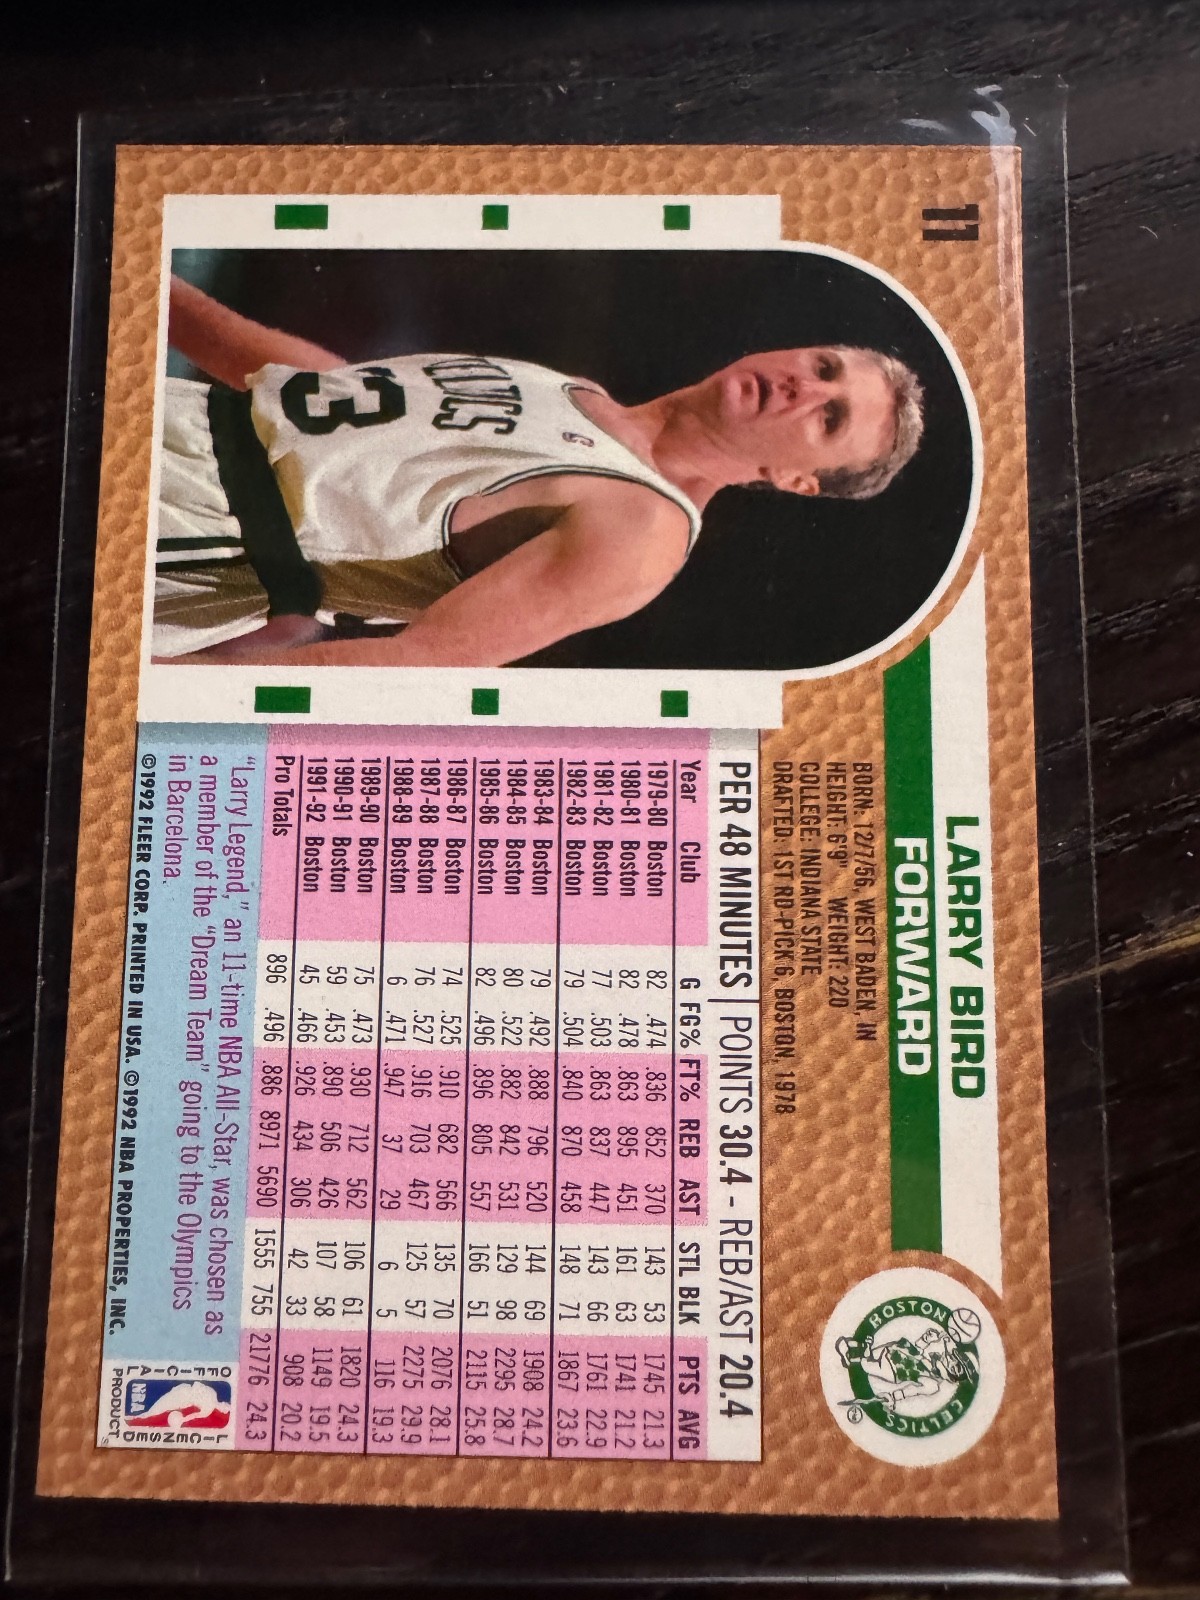 11
LARRY BIRD
FORWARD
BOSTON
CELTICS
BORN: 12/7/56, WEST BADEN, IN
HEIGHT: 6'9" WEIGHT: 220
COLLEGE: INDIANA STATE
DRAFTED: 1ST RD-PICK 6, BOSTON, 1978
CELTICS
3
PER 48 MINUTES | POINTS 30.4 - REB/AST 20.4
Year Club G FG% FT% REB AST STL BLK PTS AVG
1979-80 Boston 82 .474 .836 852 370 143 53 1745 21.3
1980-81 Boston 82 .478 .863 895 451 161 63 1741 21.2
1981-82 Boston 77 .503 .863 837 447 143 66 1761 22.9
1982-83 Boston 79 .504 .840 870 458 148 71 1867 23.6
1983-84 Boston 79 .492 .888 796 520 144 69 1908 24.2
1984-85 Boston 80 .522 .882 842 531 129 98 2295 28.7
1985-86 Boston 82 .496 .896 805 557 166 51 2115 25.8
1986-87 Boston 74 .525 .910 682 566 135 70 2076 28.1
1987-88 Boston 76 .527 .916 703 467 125 57 2275 29.9
1988-89 Boston 6 .471 .947 37 29 6 5 116 19.3
1989-90 Boston 75 .473 .930 712 562 106 61 1820 24.3
1990-91 Boston 59 .453 .890 506 426 107 58 1149 19.5
1991-92 Boston 45 .466 .926 434 306 42 33 908 20.2
Pro Totals 896 .496 .886 8971 5690 1555 755 21776 24.3
"Larry Legend," an 11-time NBA All-Star, was chosen as
a member of the "Dream Team" going to the Olympics
in Barcelona.
©1992 FLEER CORP. PRINTED IN USA. ©1992 NBA PROPERTIES, INC.
OFFICIAL
NBA
LICENSED
PRODUCT